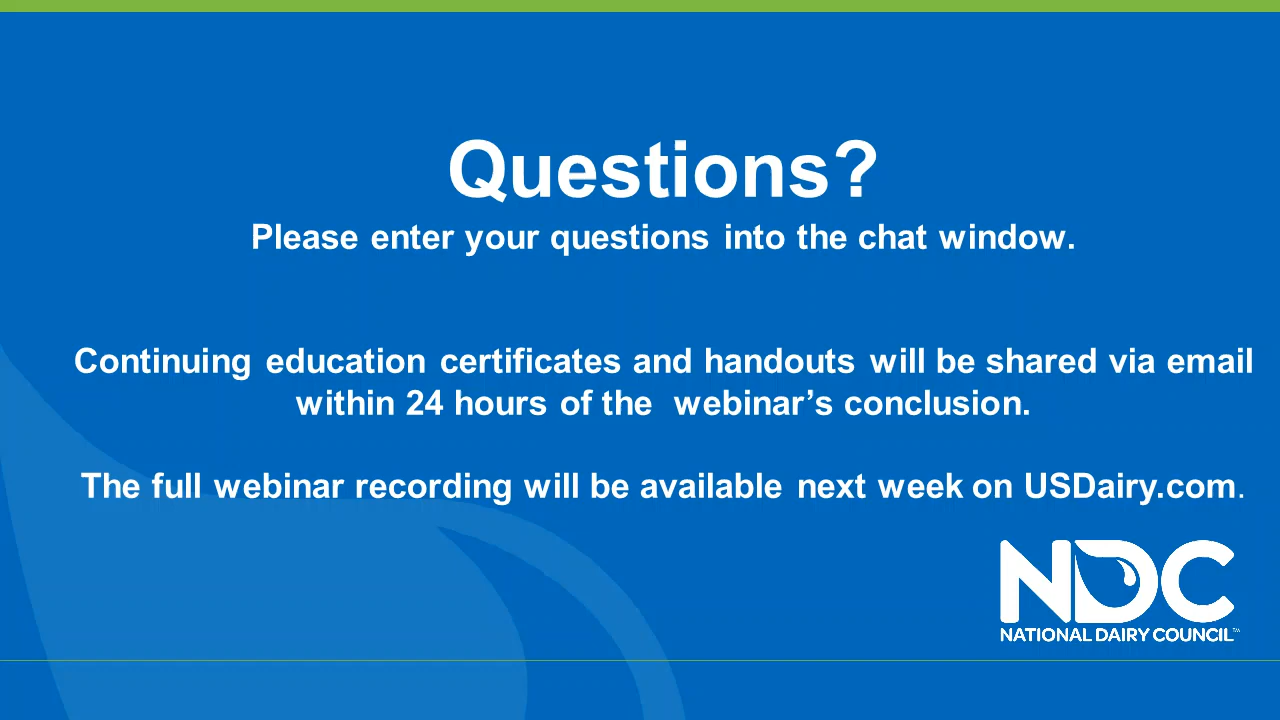 Questions?
Please enter your questions into the chat window.
Continuing education certificates and handouts will be shared via email
within 24 hours of the  webinar’s conclusion.
The full webinar recording will be available next week on USDairy.com.
NDC
NATIONAL DAIRY COUNCIL™